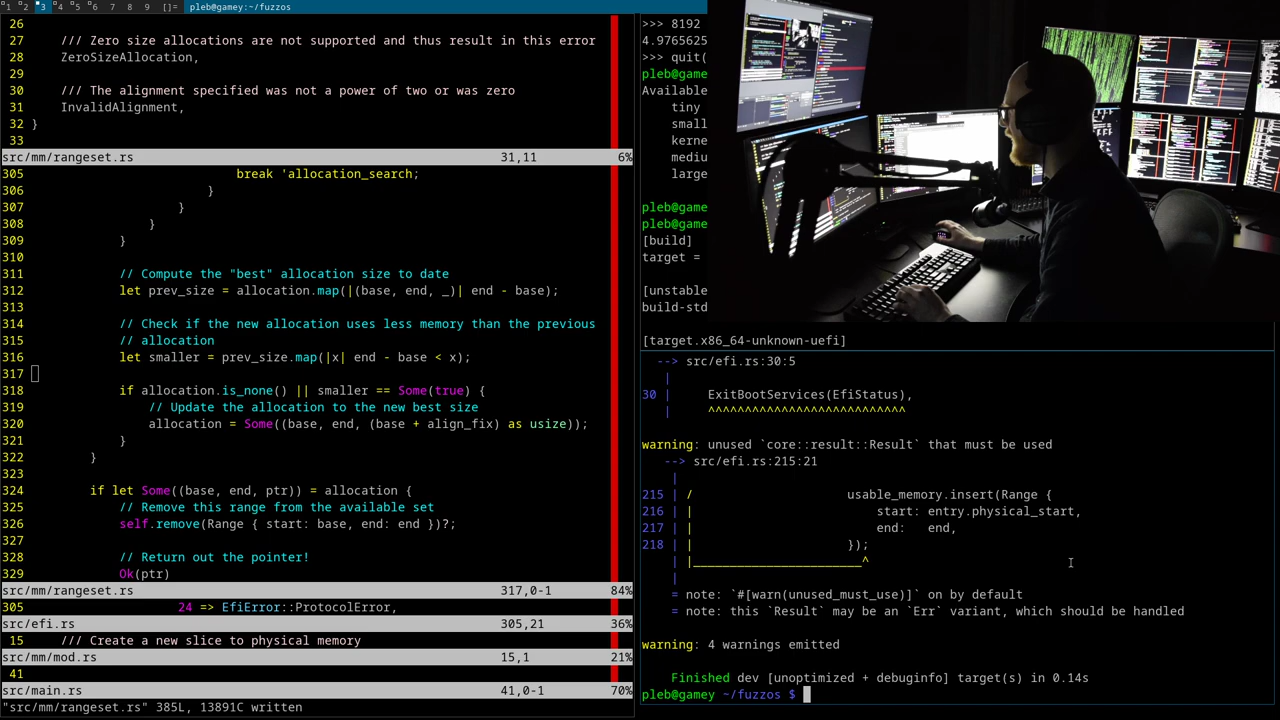 1 2 3 4 5 6 7 8 9 []= pleb@gamey:~/fuzzos
26
27 /// Zero size allocations are not supported and thus result in this error
28 ZeroSizeAllocation,
29
30 /// The alignment specified was not a power of two or was zero
31 InvalidAlignment,
32 }
33
src/mm/rangeset.rs 31,11 6%
305 break 'allocation_search;
306 }
307 }
308 }
309 }
310
311 // Compute the "best" allocation size to date
312 let prev_size = allocation.map(|(base, end, _)| end - base);
313
314 // Check if the new allocation uses less memory than the previous
315 // allocation
316 let smaller = prev_size.map(|x| end - base < x);
317
318 if allocation.is_none() || smaller == Some(true) {
319 // Update the allocation to the new best size
320 allocation = Some((base, end, (base + align_fix) as usize));
321 }
322 }
323
324 if let Some((base, end, ptr)) = allocation {
325 // Remove this range from the available set
326 self.remove(Range { start: base, end: end })?;
327
328 // Return out the pointer!
329 Ok(ptr)
src/mm/rangeset.rs 317,0-1 84%
305 24 => EfiError::ProtocolError,
src/efi.rs 305,21 36%
15 /// Create a new slice to physical memory
src/mm/mod.rs 15,1 21%
41
src/main.rs 41,0-1 70%
"src/mm/rangeset.rs" 385L, 13891C written
>>> 8192
4.9765625
>>> quit(
pleb@game
Available
tiny
small
kerne
mediu
large
pleb@game
pleb@game
[build]
target =
[unstable
build-std
[target.x86_64-unknown-uefi]
--> src/efi.rs:30:5
|
30 | ExitBootServices(EfiStatus),
| ^^^^^^^^^^^^^^^^^^^^^^^^^^^
warning: unused `core::result::Result` that must be used
--> src/efi.rs:215:21
|
215 | / usable_memory.insert(Range {
216 | | start: entry.physical_start,
217 | | end: end,
218 | | });
| |_______________________^
|
= note: `#[warn(unused_must_use)]` on by default
= note: this `Result` may be an `Err` variant, which should be handled
warning: 4 warnings emitted
Finished dev [unoptimized + debuginfo] target(s) in 0.14s
pleb@gamey ~/fuzzos $